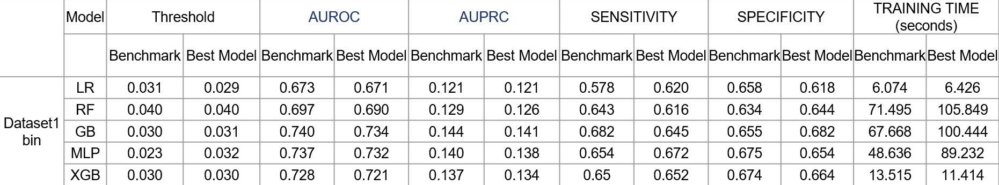 Model Threshold AUROC AUPRC SENSITIVITY SPECIFICITY TRAINING TIME
(seconds)
Benchmark Best Model Benchmark Best Model Benchmark Best Model Benchmark Best Model Benchmark Best Model Benchmark Best Model
Dataset1
bin
LR 0.031 0.029 0.673 0.671 0.121 0.121 0.578 0.620 0.658 0.618 6.074 6.426
RF 0.040 0.040 0.697 0.690 0.129 0.126 0.643 0.616 0.634 0.644 71.495 105.849
GB 0.030 0.031 0.740 0.734 0.144 0.141 0.682 0.645 0.655 0.682 67.668 100.444
MLP 0.023 0.032 0.737 0.732 0.140 0.138 0.654 0.672 0.675 0.654 48.636 89.232
XGB 0.030 0.030 0.728 0.721 0.137 0.134 0.65 0.652 0.674 0.664 13.515 11.414